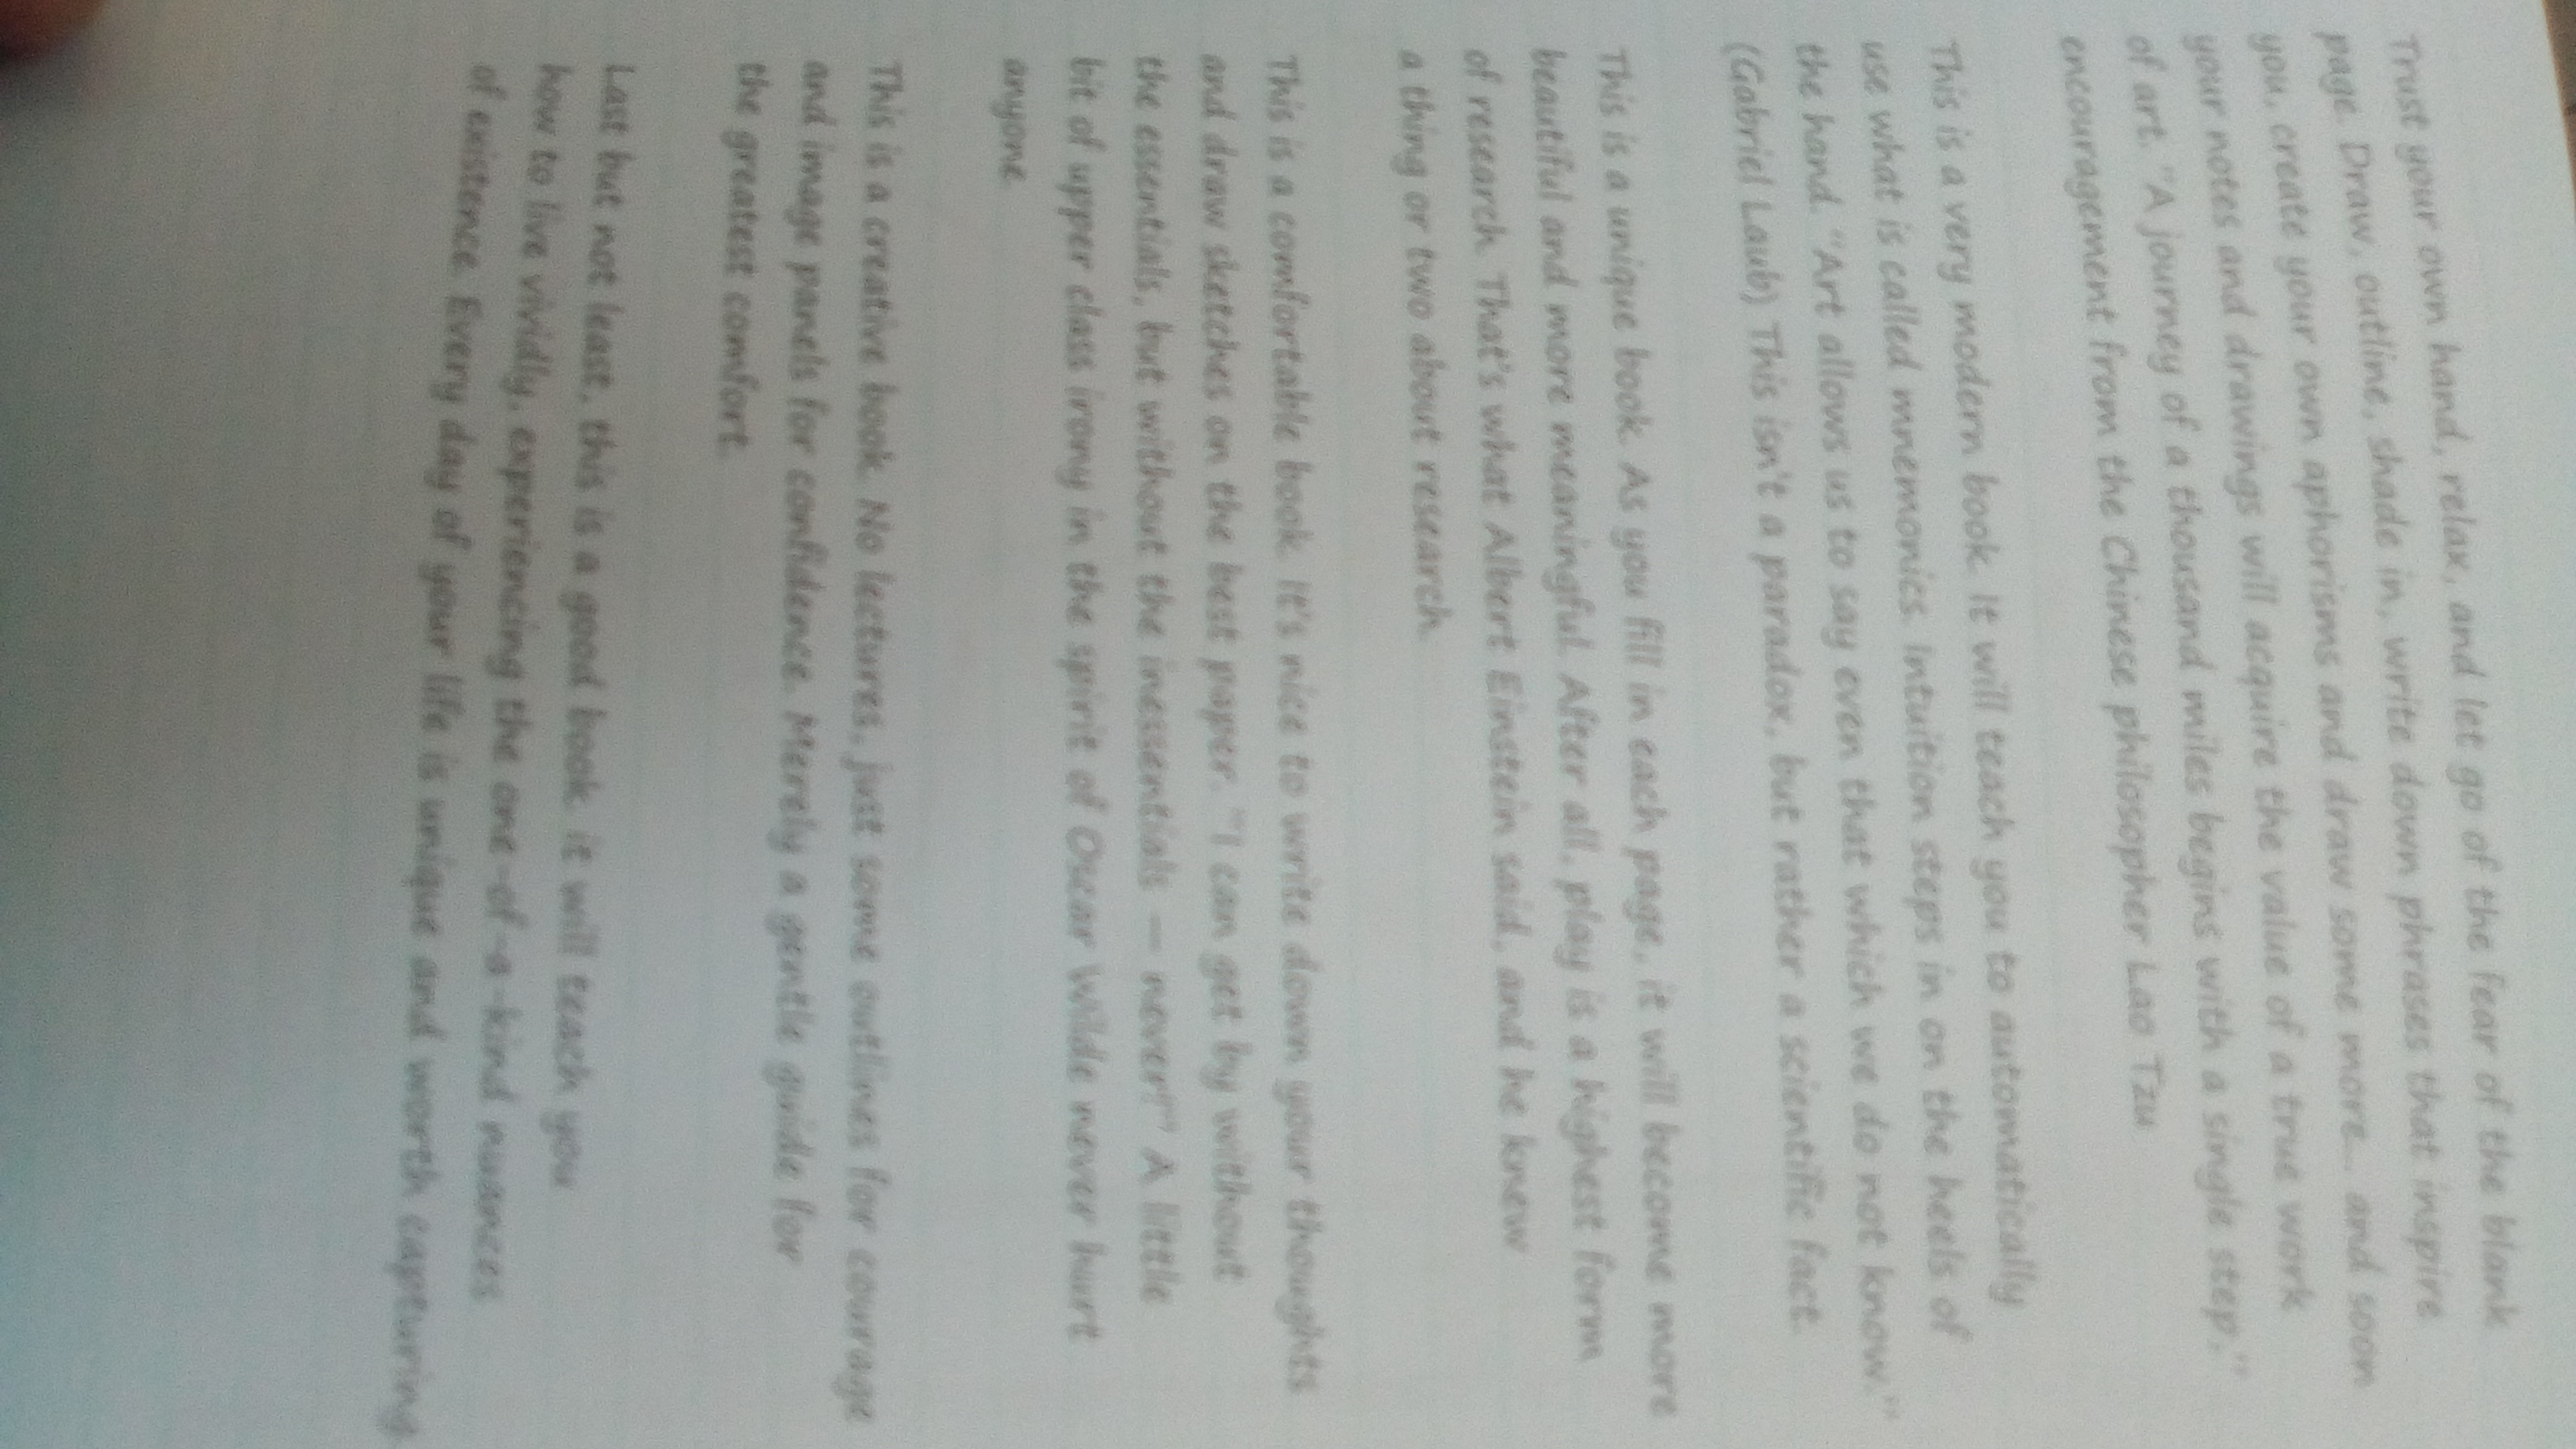 Trust your own hand, relax, and let go of the fear of the blank
page. Draw, outline, shade in, write down phrases that inspire
you, create your own aphorisms and draw some more... and soon
your notes and drawings will acquire the value of a true work
of art. "A journey of a thousand miles begins with a single step,"
encouragement from the Chinese philosopher Lao Tzu
This is a very modern book. It will teach you to automatically
use what is called mnemonics. Intuition steps in on the heels of
the hand. "Art allows us to say even that which we do not know."
(Gabriel Laub) This isn't a paradox, but rather a scientific fact.
This is a unique book. As you fill in each page, it will become more
beautiful and more meaningful. After all, play is a highest form
of research. That's what Albert Einstein said, and he knew
a thing or two about research.
This is a comfortable book. It's nice to write down your thoughts
and draw sketches on the best paper. "I can get by without
the essentials, but without the inessentials — never!" A little
bit of upper class irony in the spirit of Oscar Wilde never hurt
anyone.
This is a creative book. No lectures, just some outlines for courage
and image panels for confidence. Merely a gentle guide for
the greatest comfort.
Last but not least, this is a good book. it will teach you
how to live vividly, experiencing the one-of-a-kind nuances
of existence. Every day of your life is unique and worth capturing.